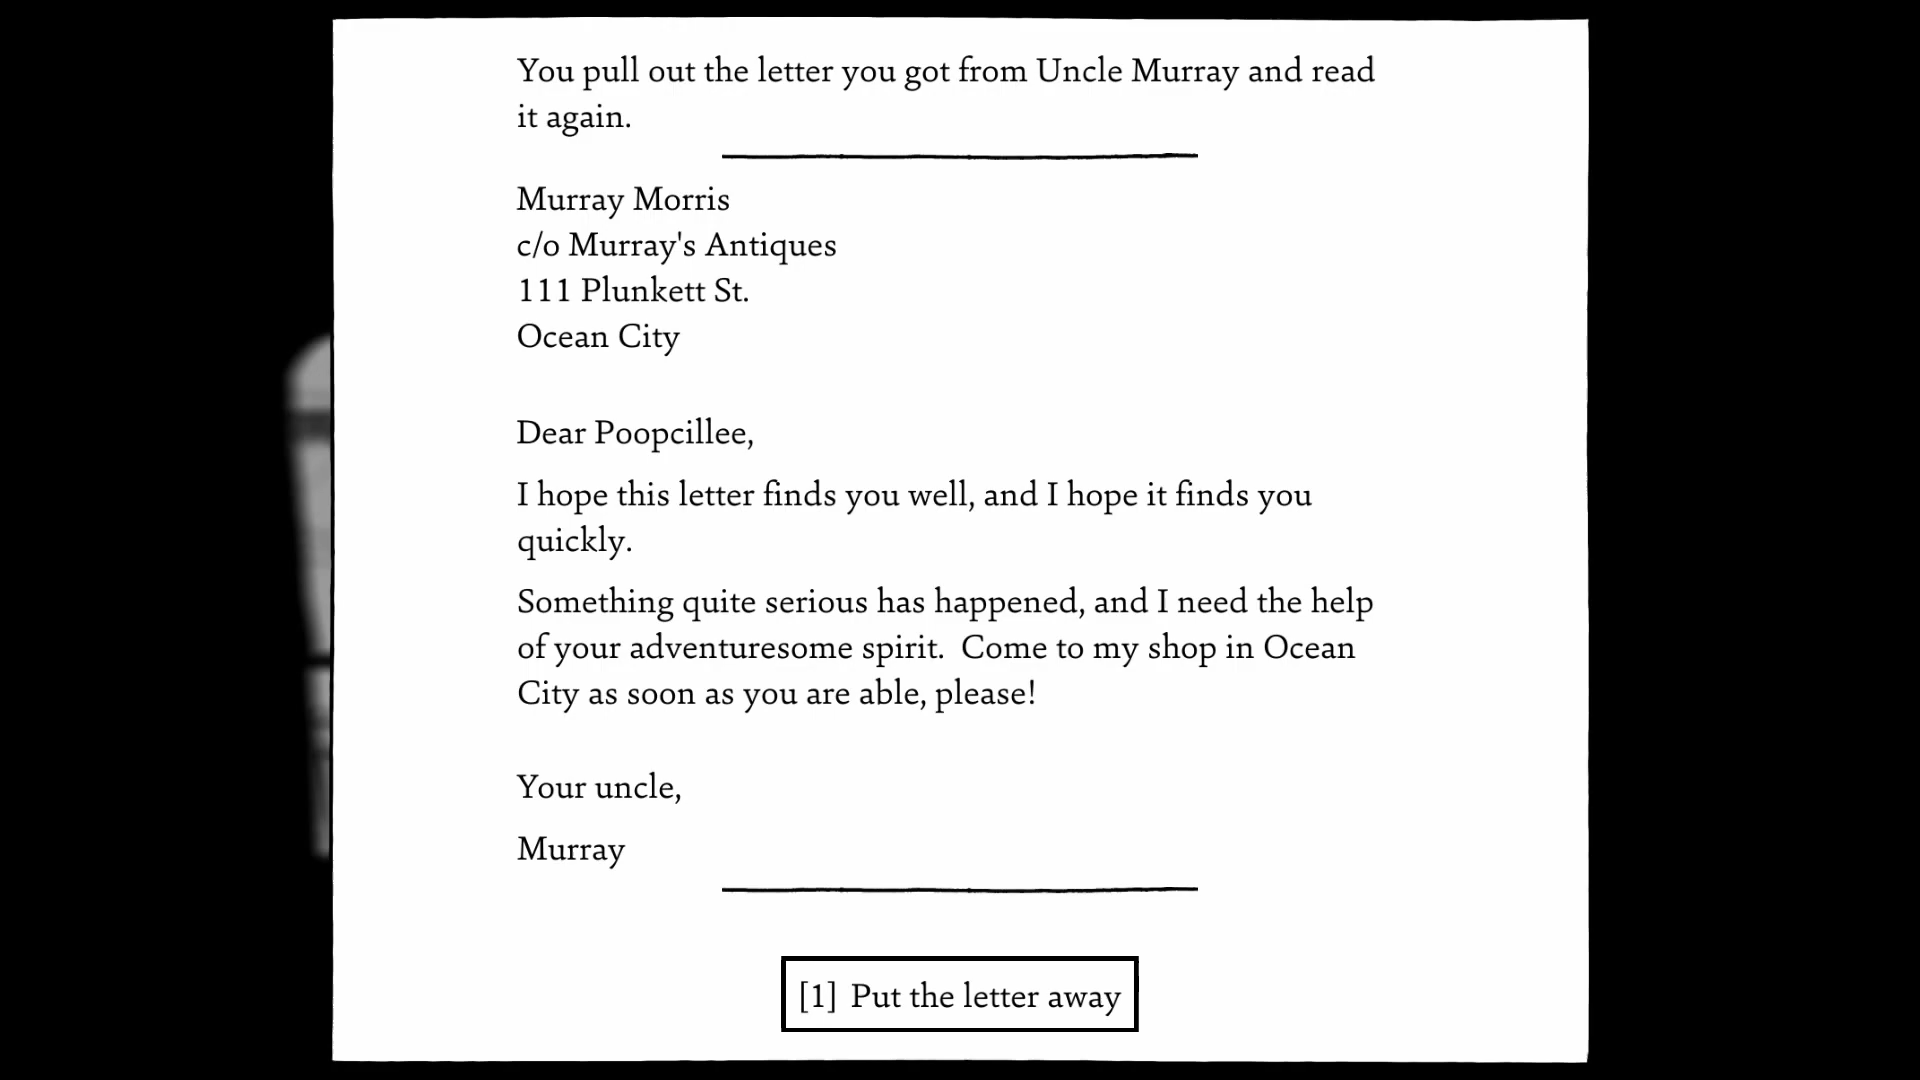 You pull out the letter you got from Uncle Murray and read
it again.
Murray Morris
c/o Murray's Antiques
111 Plunkett St.
Ocean City
Dear Poopcillee,
I hope this letter finds you well, and I hope it finds you
quickly.
Something quite serious has happened, and I need the help
of your adventuresome spirit.  Come to my shop in Ocean
City as soon as you are able, please!
Your uncle,
Murray
[1]  Put the letter away